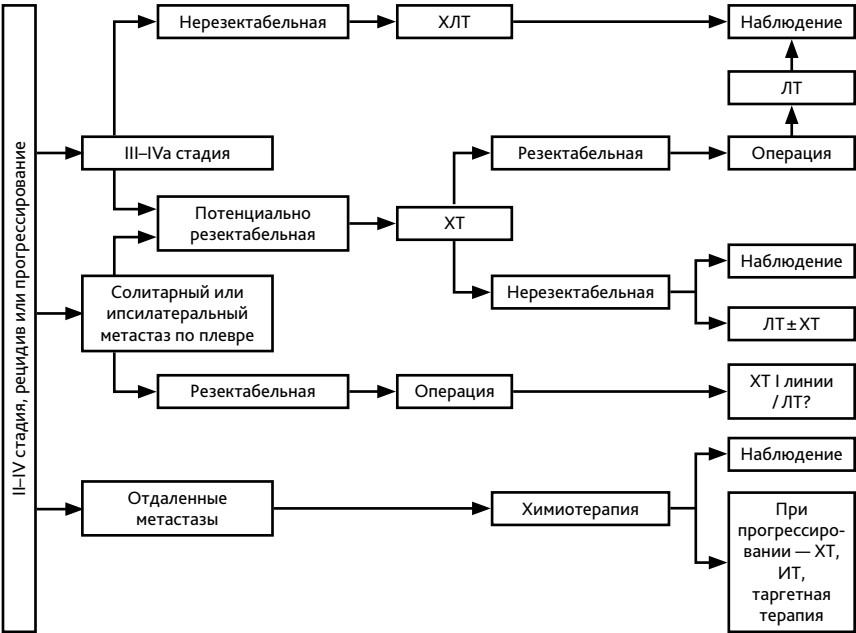 II–IV стадия, рецидив или прогрессирование
Нерезектабельная
ХЛТ
Наблюдение
ЛТ
III–IVa стадия
Резектабельная
Операция
Потенциально
резектабельная
ХТ
Солитарный или
ипсилатеральный
метастаз по плевре
Нерезектабельная
Наблюдение
ЛТ ± ХТ
Резектабельная
Операция
ХТ I линии
/ ЛТ?
Отдаленные
метастазы
Химиотерапия
Наблюдение
При
прогрессиро-
вании — ХТ,
ИТ,
таргетная
терапия